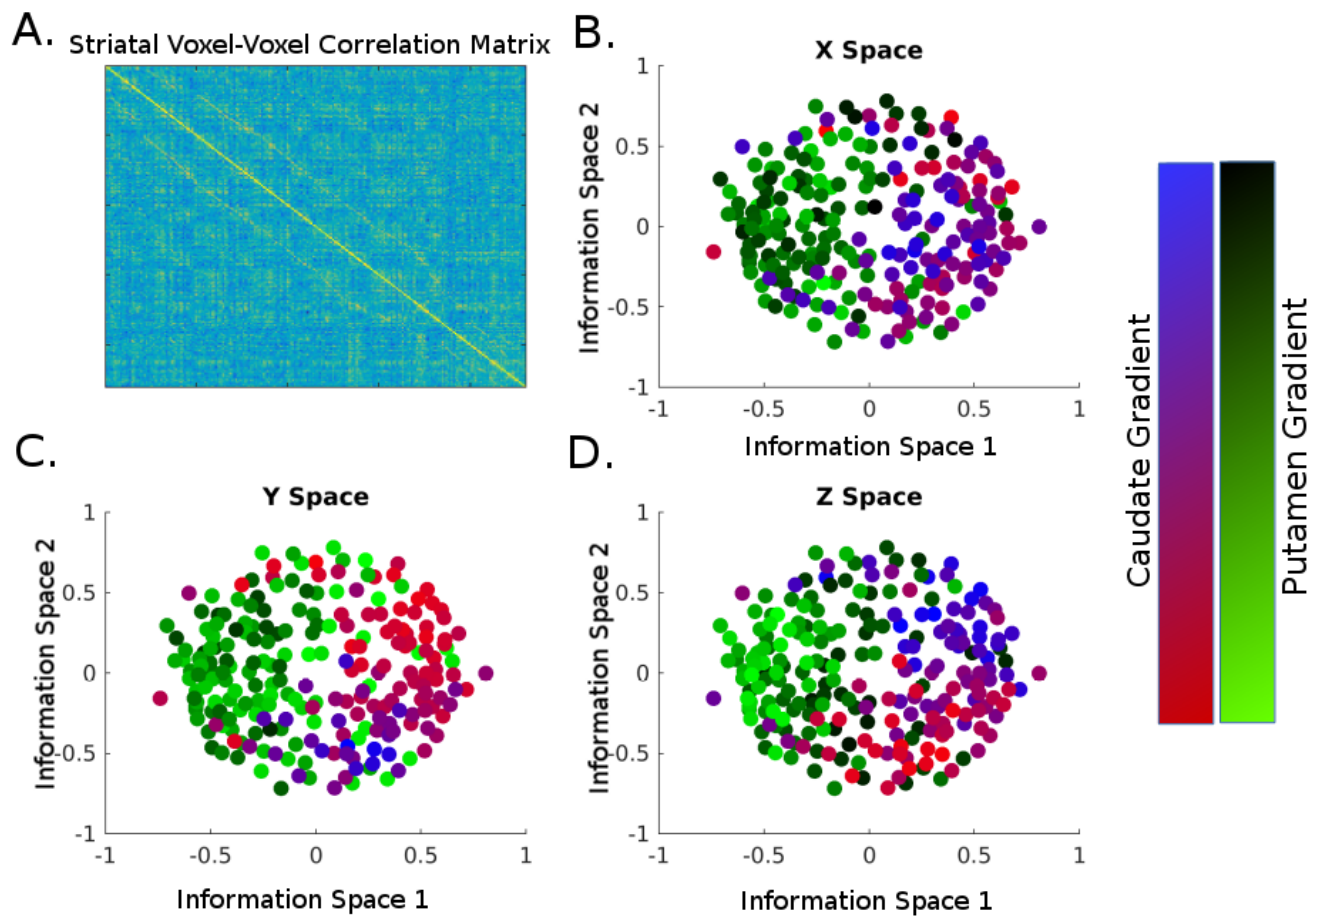 A.
Striatal Voxel-Voxel Correlation Matrix
B.
X Space
1
0.5
0
-0.5
-1
Information Space 2
-1
-0.5
0
0.5
1
Information Space 1
Caudate Gradient
Putamen Gradient
C.
Y Space
1
0.5
0
-0.5
-1
Information Space 2
-1
-0.5
0
0.5
1
Information Space 1
D.
Z Space
1
0.5
0
-0.5
-1
Information Space 2
-1
-0.5
0
0.5
1
Information Space 1